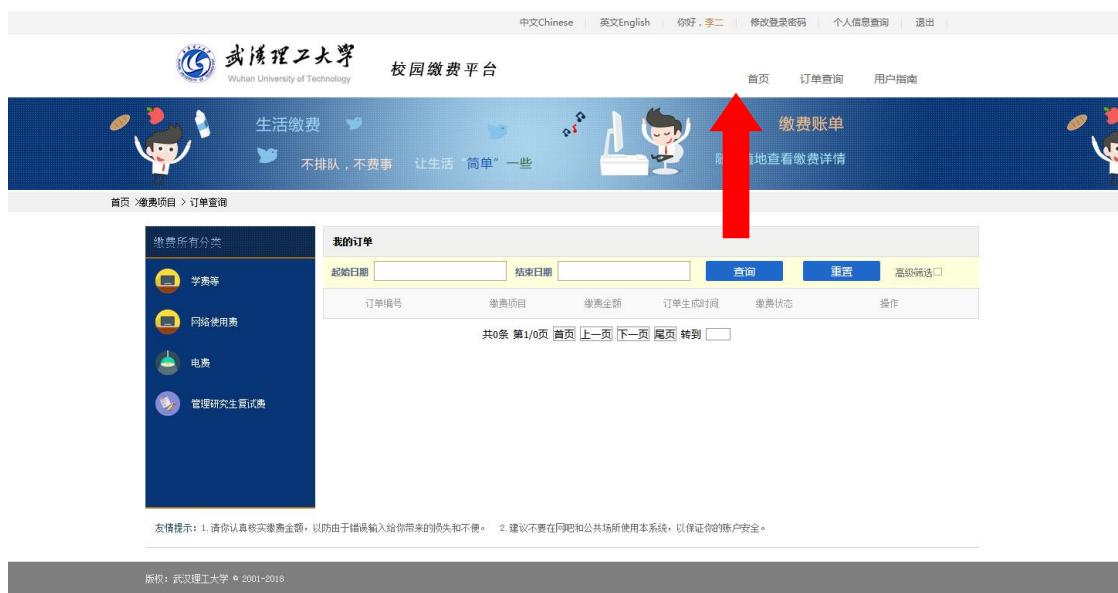 中文Chinese 英文English 你好，李二 修改登录密码 个人信息查询 退出
武汉理工大学
Wuhan University of Technology
校园缴费平台
首页 订单查询 用户指南
生活缴费
不排队，不费事 让生活“简单”一些
缴费账单
地查看缴费详情
首页 >缴费项目 > 订单查询
缴费所有分类
学费等
网络使用费
电费
管理研究生复试费
我的订单
起始日期 结束日期 查询 重置 高级筛选
订单编号 缴费项目 缴费金额 订单生成时间 缴费状态 操作
共0条 第1/0页 首页 上一页 下一页 尾页 转到
友情提示：1.请你认真核实缴费金额，以防由于错误输入给你带来的损失和不便。 2.建议不要在网吧和公共场所使用本系统，以保证你的账户安全。
版权：武汉理工大学 © 2001-2018